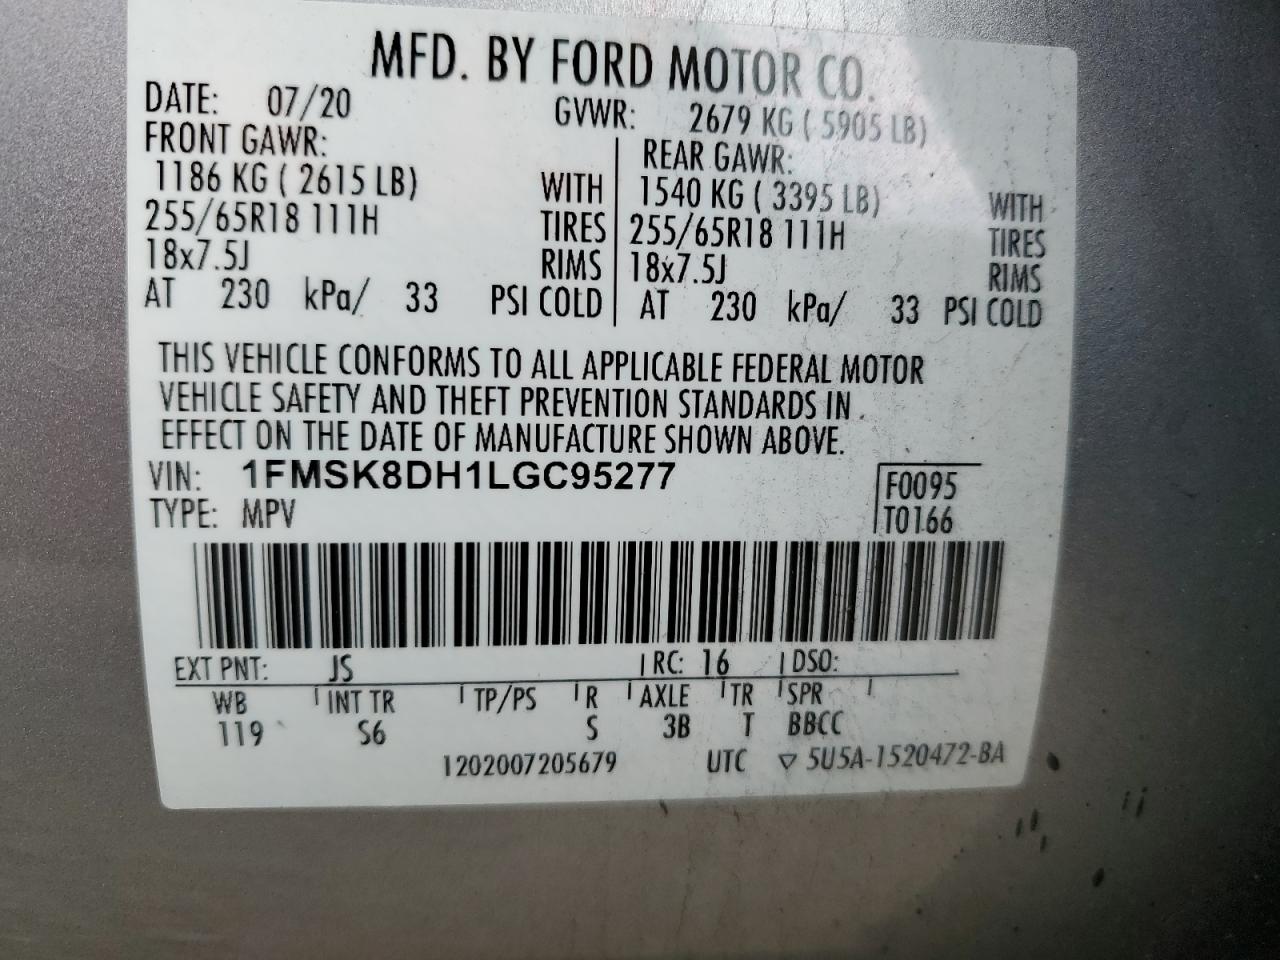 MFD. BY FORD MOTOR CO.
DATE: 07/20 GVWR: 2679 KG ( 5905 LB)
FRONT GAWR: REAR GAWR:
1186 KG ( 2615 LB) WITH 1540 KG ( 3395 LB) WITH
255/65R18 111H TIRES 255/65R18 111H TIRES
18x7.5J RIMS 18x7.5J RIMS
AT 230 kPa/ 33 PSI COLD AT 230 kPa/ 33 PSI COLD
THIS VEHICLE CONFORMS TO ALL APPLICABLE FEDERAL MOTOR
VEHICLE SAFETY AND THEFT PREVENTION STANDARDS IN
EFFECT ON THE DATE OF MANUFACTURE SHOWN ABOVE.
VIN: 1FMSK8DH1LGC95277 F0095
TYPE: MPV T0166
EXT PNT: JS RC: 16 DSO:
WB INT TR TP/PS R AXLE TR SPR
119 S6 S 3B T BBCC
1202007205679 UTC ▽ 5U5A-1520472-BA